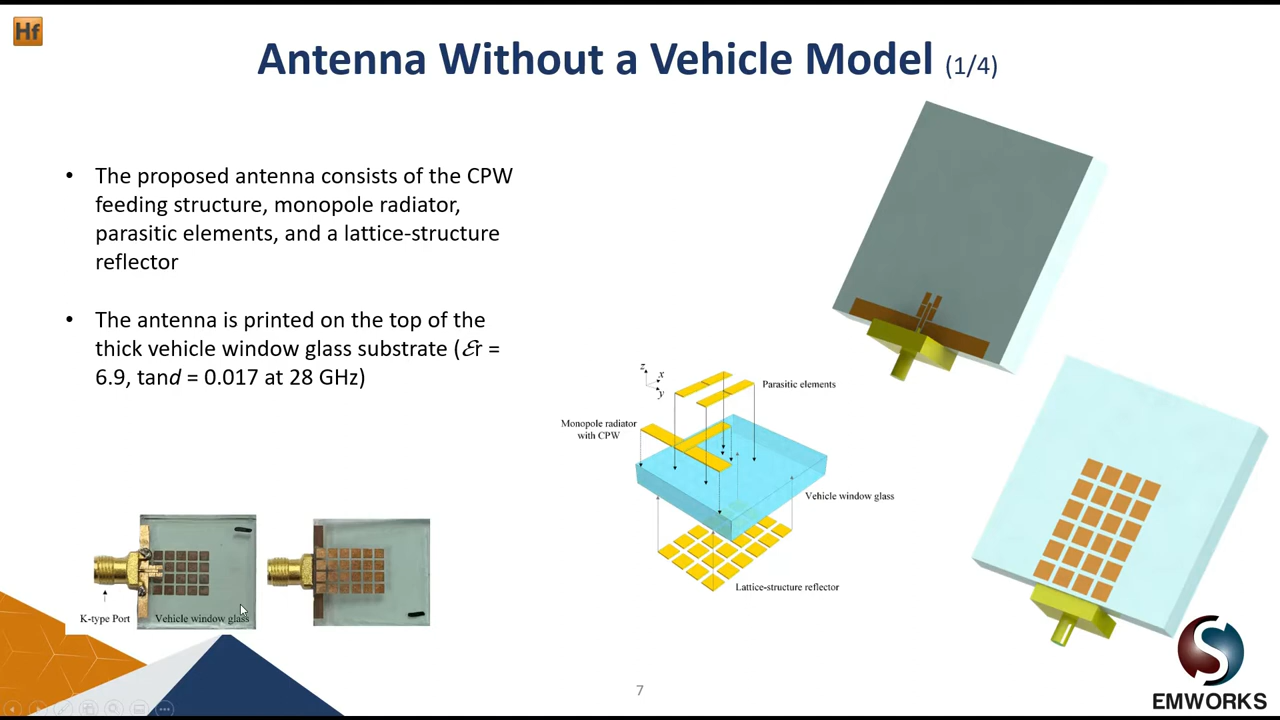 Hf
Antenna Without a Vehicle Model (1/4)
• The proposed antenna consists of the CPW
feeding structure, monopole radiator,
parasitic elements, and a lattice-structure
reflector
• The antenna is printed on the top of the
thick vehicle window glass substrate (ℰr =
6.9, tand = 0.017 at 28 GHz)
z
x
y
Parasitic elements
Monopole radiator
with CPW
Vehicle window glass
Lattice-structure reflector
K-type Port
Vehicle window glass
7
EMWORKS